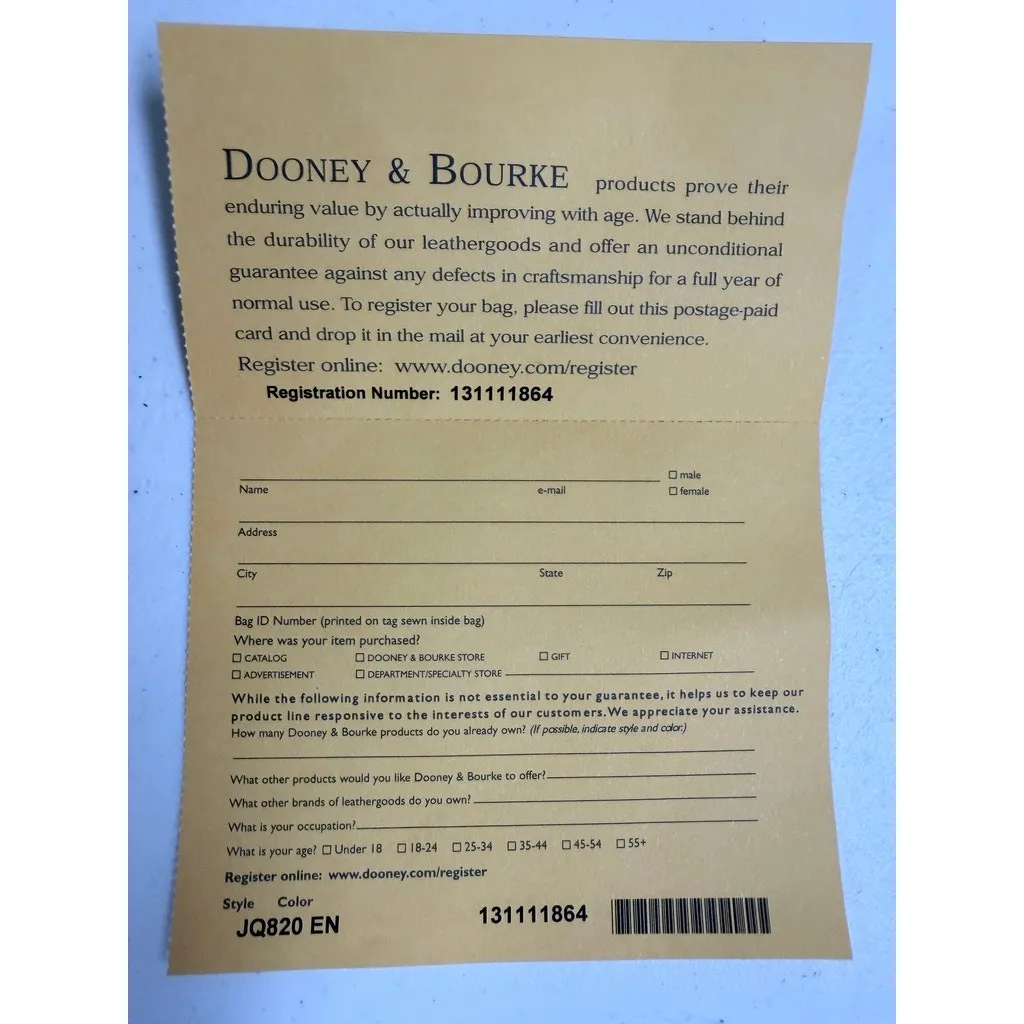 DOONEY & BOURKE products prove their
enduring value by actually improving with age. We stand behind
the durability of our leathergoods and offer an unconditional
guarantee against any defects in craftsmanship for a full year of
normal use. To register your bag, please fill out this postage-paid
card and drop it in the mail at your earliest convenience.
Register online: www.dooney.com/register
Registration Number: 131111864
☐ male
Name e-mail ☐ female
Address
City State Zip
Bag ID Number (printed on tag sewn inside bag)
Where was your item purchased?
☐ CATALOG ☐ DOONEY & BOURKE STORE ☐ GIFT ☐ INTERNET
☐ ADVERTISEMENT ☐ DEPARTMENT/SPECIALTY STORE
While the following information is not essential to your guarantee, it helps us to keep our
product line responsive to the interests of our customers. We appreciate your assistance.
How many Dooney & Bourke products do you already own? (If possible, indicate style and color.)
What other products would you like Dooney & Bourke to offer?
What other brands of leathergoods do you own?
What is your occupation?
What is your age? ☐ Under 18 ☐ 18-24 ☐ 25-34 ☐ 35-44 ☐ 45-54 ☐ 55+
Register online: www.dooney.com/register
Style Color
JQ820 EN 131111864